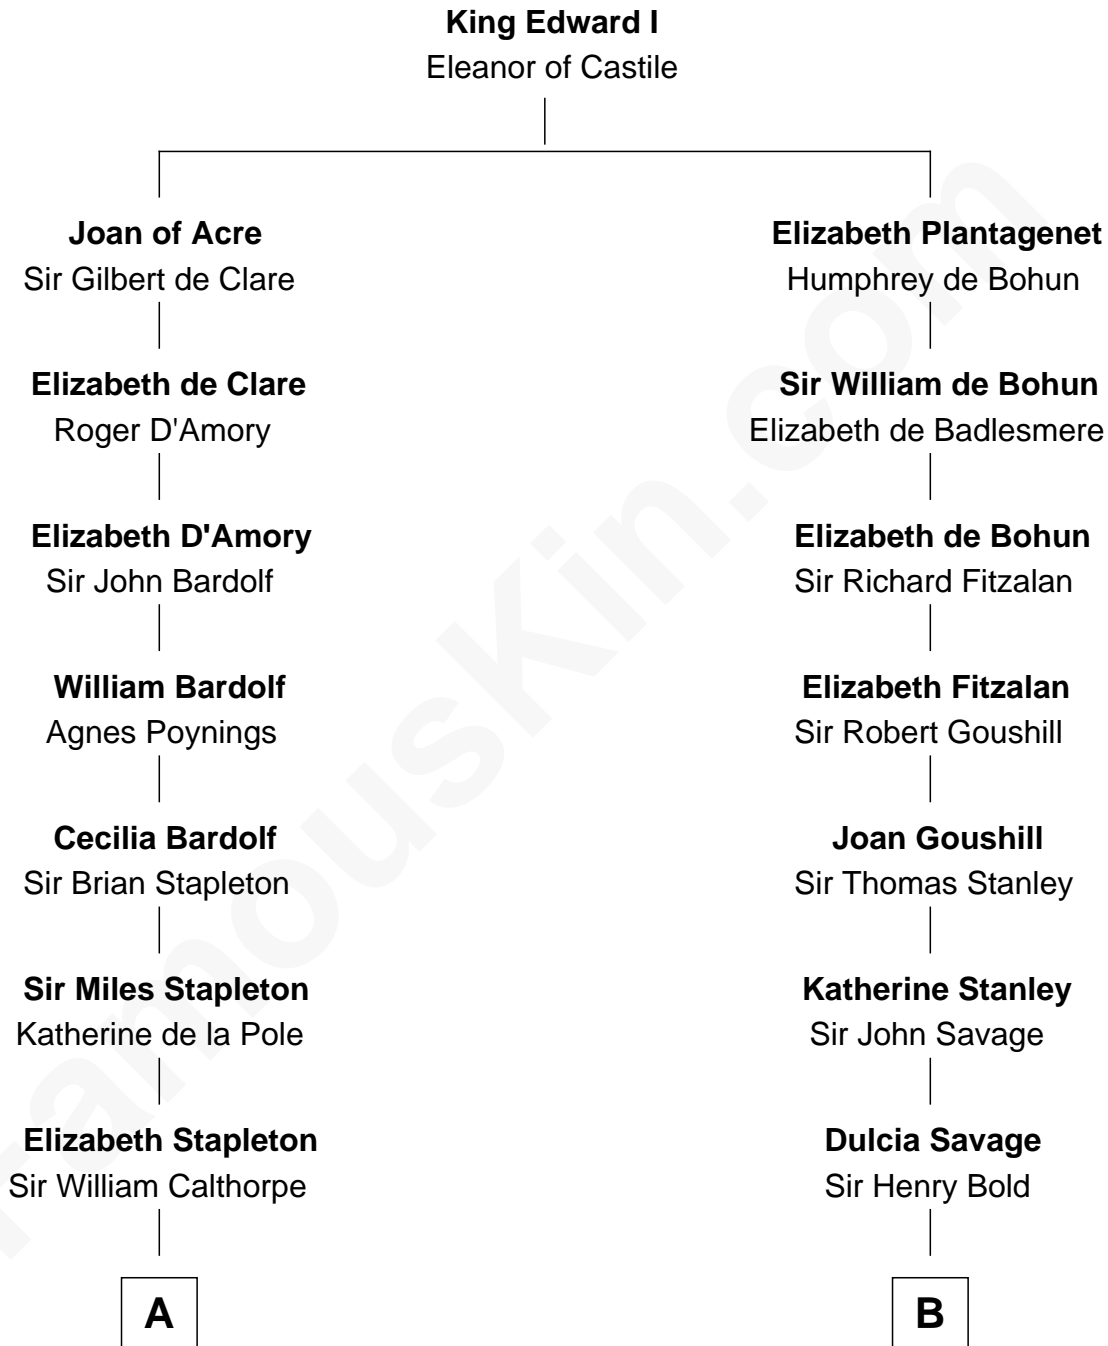 King Edward I
Eleanor of Castile
Joan of Acre
Sir Gilbert de Clare
Elizabeth Plantagenet
Humphrey de Bohun
Elizabeth de Clare
Roger D'Amory
Sir William de Bohun
Elizabeth de Badlesmere
Elizabeth D'Amory
Sir John Bardolf
Elizabeth de Bohun
Sir Richard Fitzalan
William Bardolf
Agnes Poynings
Elizabeth Fitzalan
Sir Robert Goushill
Cecilia Bardolf
Sir Brian Stapleton
Joan Goushill
Sir Thomas Stanley
Sir Miles Stapleton
Katherine de la Pole
Katherine Stanley
Sir John Savage
Elizabeth Stapleton
Sir William Calthorpe
Dulcia Savage
Sir Henry Bold
A
B
FamousKin.com